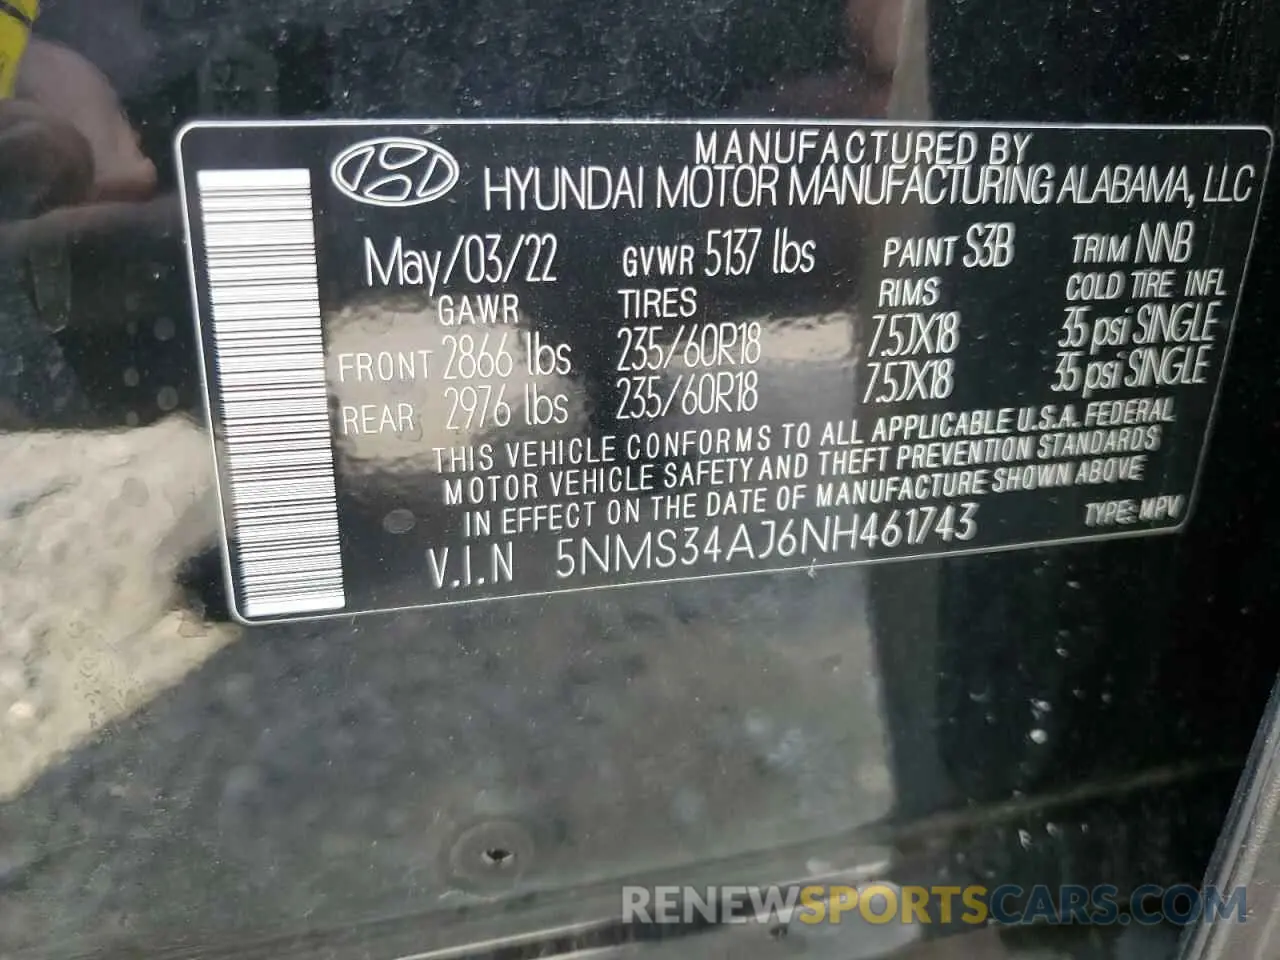 MANUFACTURED BY
HYUNDAI MOTOR MANUFACTURING ALABAMA, LLC
May/03/22 GVWR 5137 lbs PAINT S3B TRIM NNB
GAWR TIRES RIMS COLD TIRE INFL
FRONT 2866 lbs 235/60R18 7.5JX18 35 psi SINGLE
REAR 2976 lbs 235/60R18 7.5JX18 35 psi SINGLE
THIS VEHICLE CONFORMS TO ALL APPLICABLE U.S.A. FEDERAL
MOTOR VEHICLE SAFETY AND THEFT PREVENTION STANDARDS
IN EFFECT ON THE DATE OF MANUFACTURE SHOWN ABOVE
V.I.N 5NMS34AJ6NH461743 TYPE: MPV
RENEWSPORTSCARS.COM